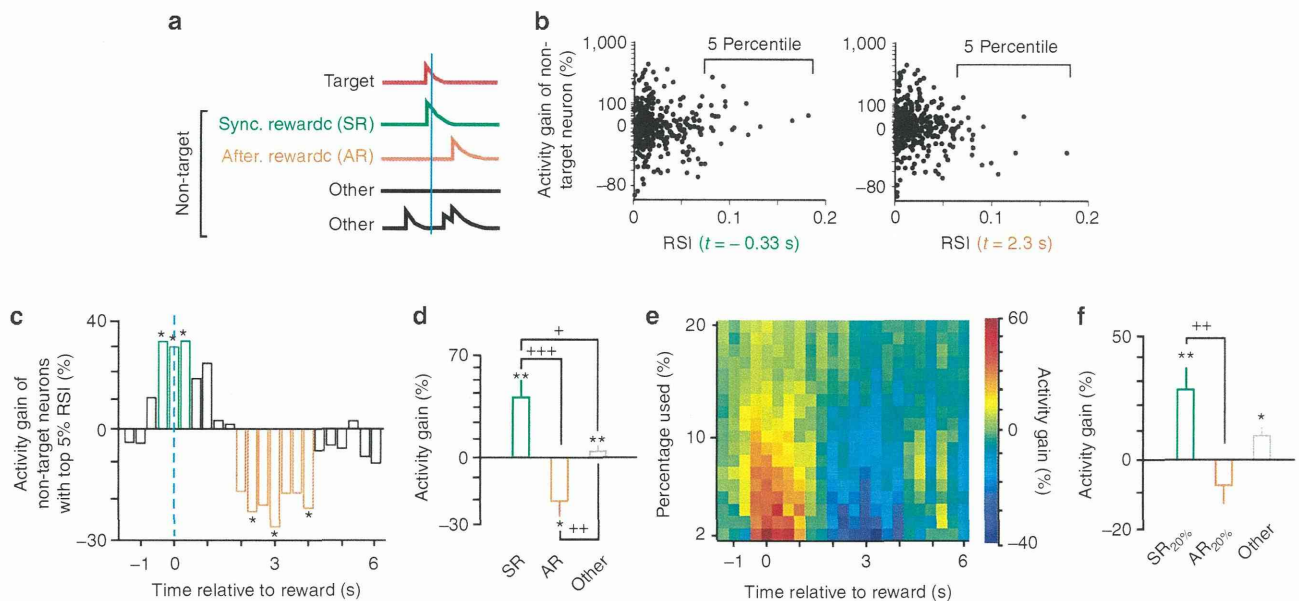 a
Target
Sync. rewardc (SR)
After. rewardc (AR)
Other
Other
Non-target
b
Activity gain of non-
target neuron (%)
1,000
100
0
−80
5 Percentile
0
0.1
0.2
RSI (t = − 0.33 s)
5 Percentile
1,000
100
0
−80
0
0.1
0.2
RSI (t = 2.3 s)
c
Activity gain of
non-target neurons
with top 5% RSI (%)
40
0
−30
* * *
* * *
−1
0
6
Time relative to reward (s)
d
Activity gain (%)
70
0
−30
+
+++
**
**
*
++
SR
AR
Other
e
Percentage used (%)
20
10
2
−1
0
6
Time relative to reward (s)
60
0
−40
Activity gain (%)
f
Activity gain (%)
50
0
−20
++
**
*
SR20%
AR20%
Other